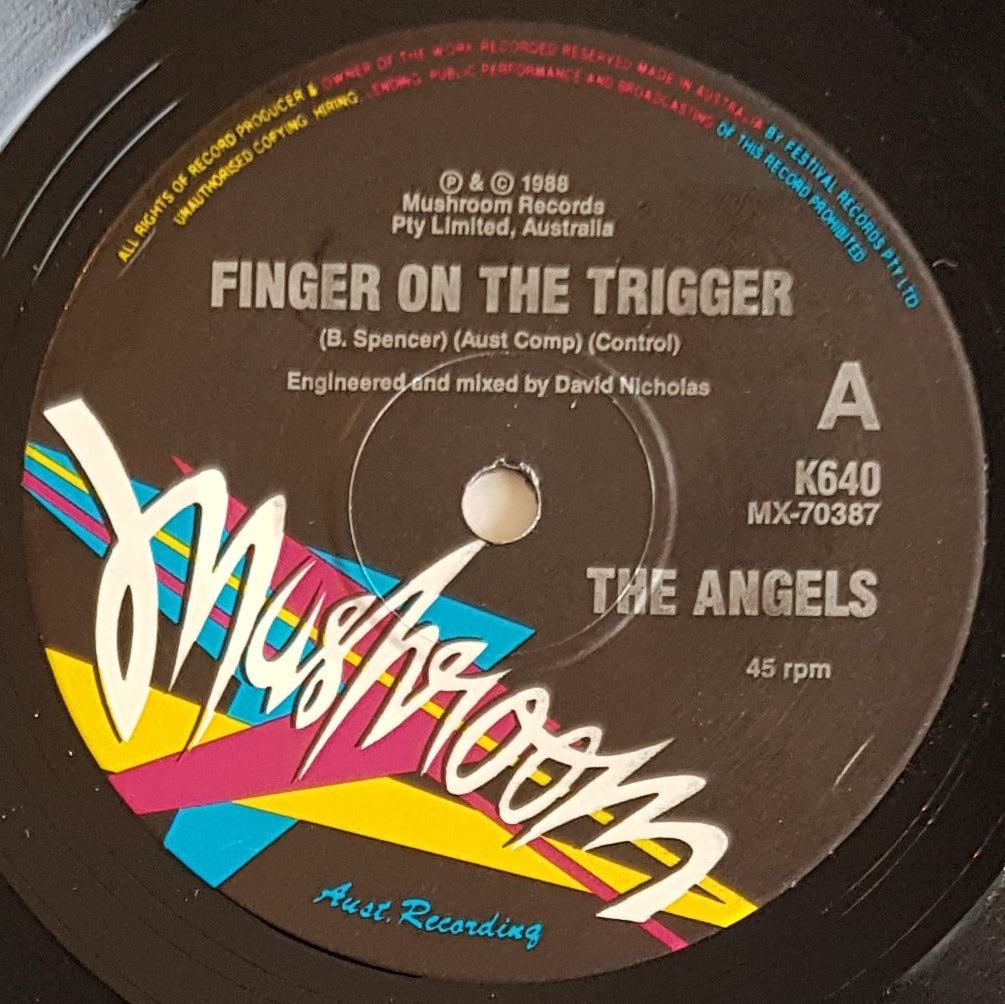 ALL RIGHTS OF RECORD PRODUCER & OWNER OF THE WORK RECORDED RESERVED MADE IN AUSTRALIA BY FESTIVAL RECORDS PTY LTD
UNAUTHORISED COPYING HIRING LENDING PUBLIC PERFORMANCE AND BROADCASTING OF THIS RECORD PROHIBITED
Ⓟ & © 1988
Mushroom Records
Pty Limited, Australia
FINGER ON THE TRIGGER
(B. Spencer) (Aust Comp) (Control)
Engineered and mixed by David Nicholas
A
K640
MX-70387
THE ANGELS
45 rpm
Mushroom
Aust. Recording